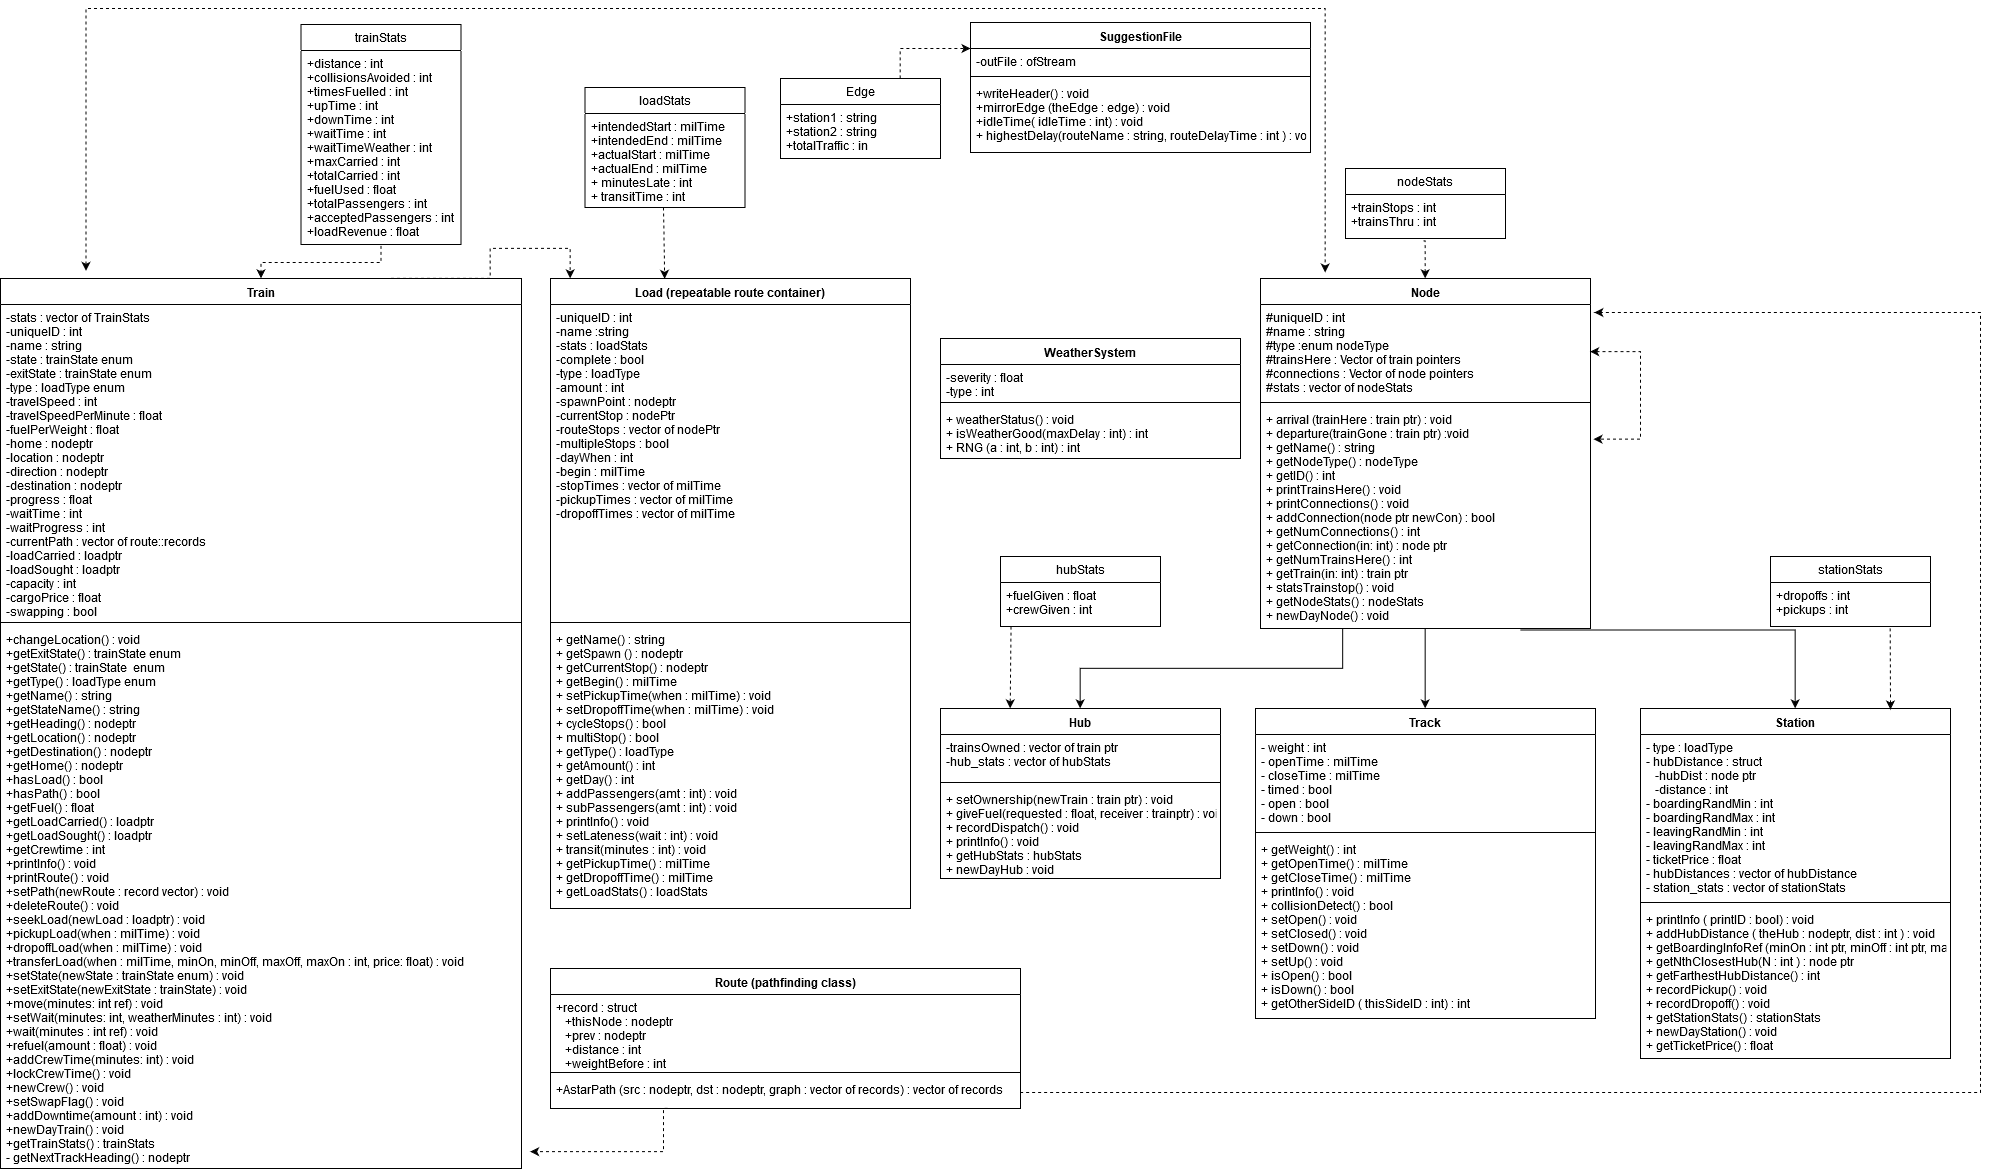 trainStats
+distance : int
+collisionsAvoided : int
+timesFuelled : int
+upTime : int
+downTime : int
+waitTime : int
+waitTimeWeather : int
+maxCarried : int
+totalCarried : int
+fuelUsed : float
+totalPassengers : int
+acceptedPassengers : int
+loadRevenue : float
loadStats
+intendedStart : milTime
+intendedEnd : milTime
+actualStart : milTime
+actualEnd : milTime
+ minutesLate : int
+ transitTime : int
Edge
+station1 : string
+station2 : string
+totalTraffic : in
SuggestionFile
-outFile : ofStream
+writeHeader() : void
+mirrorEdge (theEdge : edge) : void
+idleTime( idleTime : int) : void
+ highestDelay(routeName : string, routeDelayTime : int ) : vo
nodeStats
+trainStops : int
+trainsThru : int
Train
-stats : vector of TrainStats
-uniqueID : int
-name : string
-state : trainState enum
-exitState : trainState enum
-type : loadType enum
-travelSpeed : int
-travelSpeedPerMinute : float
-fuelPerWeight : float
-home : nodeptr
-location : nodeptr
-direction : nodeptr
-destination : nodeptr
-progress : float
-waitTime : int
-waitProgress : int
-currentPath : vector of route::records
-loadCarried : loadptr
-loadSought : loadptr
-capacity : int
-cargoPrice : float
-swapping : bool
+changeLocation() : void
+getExitState() : trainState enum
+getState() : trainState  enum
+getType() : loadType enum
+getName() : string
+getStateName() : string
+getHeading() : nodeptr
+getLocation() : nodeptr
+getDestination() : nodeptr
+getHome() : nodeptr
+hasLoad() : bool
+hasPath() : bool
+getFuel() : float
+getLoadCarried() : loadptr
+getLoadSought() : loadptr
+getCrewtime : int
+printInfo() : void
+printRoute() : void
+setPath(newRoute : record vector) : void
+deleteRoute() : void
+seekLoad(newLoad : loadptr) : void
+pickupLoad(when : milTime) : void
+dropoffLoad(when : milTime) : void
+transferLoad(when : milTime, minOn, minOff, maxOff, maxOn : int, price: float) : void
+setState(newState : trainState enum) : void
+setExitState(newExitState : trainState) : void
+move(minutes: int ref) : void
+setWait(minutes: int, weatherMinutes : int) : void
+wait(minutes : int ref) : void
+refuel(amount : float) : void
+addCrewTime(minutes: int) : void
+lockCrewTime() : void
+newCrew() : void
+setSwapFlag() : void
+addDowntime(amount : int) : void
+newDayTrain() : void
+getTrainStats() : trainStats
- getNextTrackHeading() : nodeptr
Load (repeatable route container)
-uniqueID : int
-name :string
-stats : loadStats
-complete : bool
-type : loadType
-amount : int
-spawnPoint : nodeptr
-currentStop : nodePtr
-routeStops : vector of nodePtr
-multipleStops : bool
-dayWhen : int
-begin : milTime
-stopTimes : vector of milTime
-pickupTimes : vector of milTime
-dropoffTimes : vector of milTime
+ getName() : string
+ getSpawn () : nodeptr
+ getCurrentStop() : nodeptr
+ getBegin() : milTime
+ setPickupTime(when : milTime) : void
+ setDropoffTime(when : milTime) : void
+ cycleStops() : bool
+ multiStop() : bool
+ getType() : loadType
+ getAmount() : int
+ getDay() : int
+ addPassengers(amt : int) : void
+ subPassengers(amt : int) : void
+ printInfo() : void
+ setLateness(wait : int) : void
+ transit(minutes : int) : void
+ getPickupTime() : milTime
+ getDropoffTime() : milTime
+ getLoadStats() : loadStats
WeatherSystem
-severity : float
-type : int
+ weatherStatus() : void
+ isWeatherGood(maxDelay : int) : int
+ RNG (a : int, b : int) : int
Node
#uniqueID : int
#name : string
#type :enum nodeType
#trainsHere : Vector of train pointers
#connections : Vector of node pointers
#stats : vector of nodeStats
+ arrival (trainHere : train ptr) : void
+ departure(trainGone : train ptr) :void
+ getName() : string
+ getNodeType() : nodeType
+ getID() : int
+ printTrainsHere() : void
+ printConnections() : void
+ addConnection(node ptr newCon) : bool
+ getNumConnections() : int
+ getConnection(in: int) : node ptr
+ getNumTrainsHere() : int
+ getTrain(in: int) : train ptr
+ statsTrainstop() : void
+ getNodeStats() : nodeStats
+ newDayNode() : void
hubStats
+fuelGiven : float
+crewGiven : int
stationStats
+dropoffs : int
+pickups : int
Hub
-trainsOwned : vector of train ptr
-hub_stats : vector of hubStats
+ setOwnership(newTrain : train ptr) : void
+ giveFuel(requested : float, receiver : trainptr) : voi
+ recordDispatch() : void
+ printInfo() : void
+ getHubStats : hubStats
+ newDayHub : void
Track
- weight : int
- openTime : milTime
- closeTime : milTime
- timed : bool
- open : bool
- down : bool
+ getWeight() : int
+ getOpenTime() : milTime
+ getCloseTime() : milTime
+ printInfo() : void
+ collisionDetect() : bool
+ setOpen() : void
+ setClosed() : void
+ setDown() : void
+ setUp() : void
+ isOpen() : bool
+ isDown() : bool
+ getOtherSideID ( thisSideID : int) : int
Station
- type : loadType
- hubDistance : struct
-hubDist : node ptr
-distance : int
- boardingRandMin : int
- boardingRandMax : int
- leavingRandMin : int
- leavingRandMax : int
- ticketPrice : float
- hubDistances : vector of hubDistance
- station_stats : vector of stationStats
+ printInfo ( printID : bool) : void
+ addHubDistance ( theHub : nodeptr, dist : int ) : void
+ getBoardingInfoRef (minOn : int ptr, minOff : int ptr, ma
+ getNthClosestHub(N : int ) : node ptr
+ getFarthestHubDistance() : int
+ recordPickup() : void
+ recordDropoff() : void
+ getStationStats() : stationStats
+ newDayStation() : void
+ getTicketPrice() : float
Route (pathfinding class)
+record : struct
+thisNode : nodeptr
+prev : nodeptr
+distance : int
+weightBefore : int
+AstarPath (src : nodeptr, dst : nodeptr, graph : vector of records) : vector of records